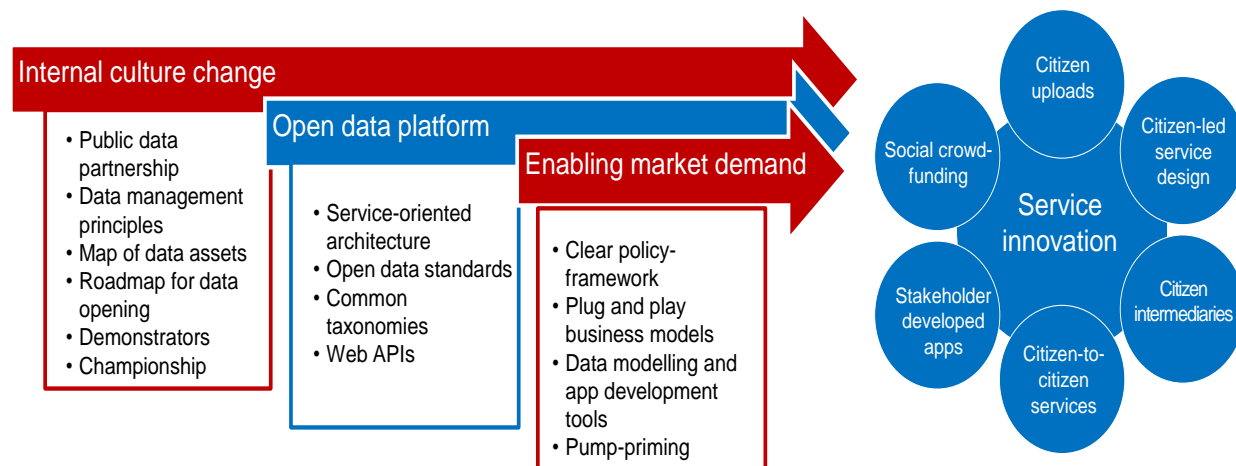 Internal culture change
• Public data
partnership
• Data management
principles
• Map of data assets
• Roadmap for data
opening
• Demonstrators
• Championship
Open data platform
• Service-oriented
architecture
• Open data standards
• Common
taxonomies
• Web APIs
Enabling market demand
• Clear policy-
framework
• Plug and play
business models
• Data modelling and
app development
tools
• Pump-priming
Service
innovation
Citizen
uploads
Citizen-led
service
design
Citizen
intermediaries
Citizen-to-
citizen
services
Stakeholder
developed
apps
Social crowd-
funding